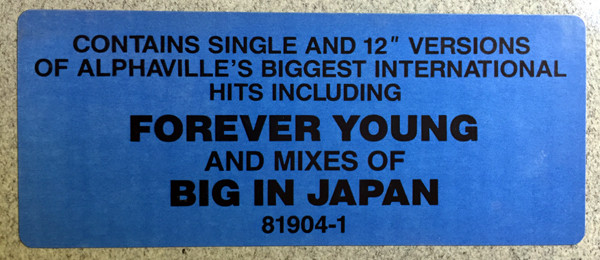 CONTAINS SINGLE AND 12" VERSIONS
OF ALPHAVILLE'S BIGGEST INTERNATIONAL
HITS INCLUDING
FOREVER YOUNG
AND MIXES OF
BIG IN JAPAN
81904-1